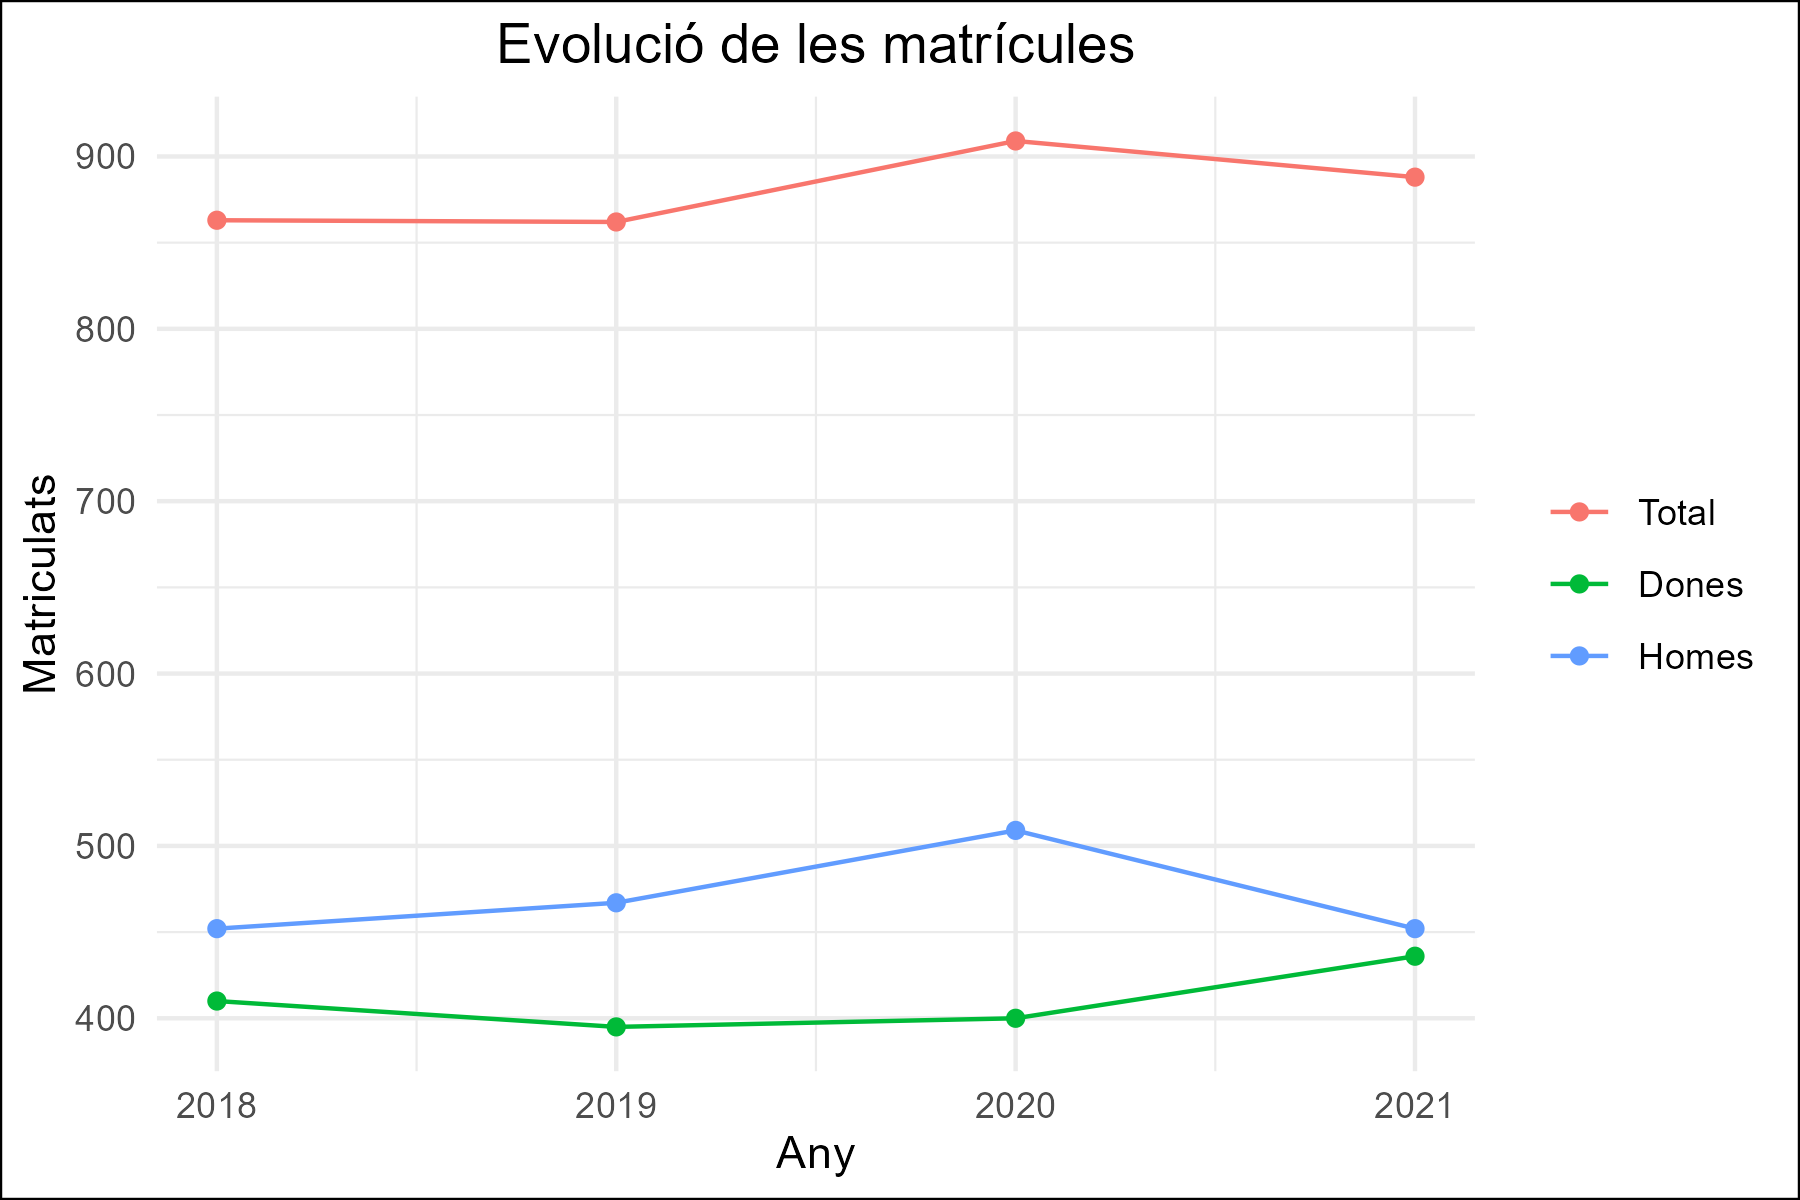 Evolució de les matrícules
900
800
700
600
500
400
Matriculats
2018
2019
2020
2021
Any
Total
Dones
Homes